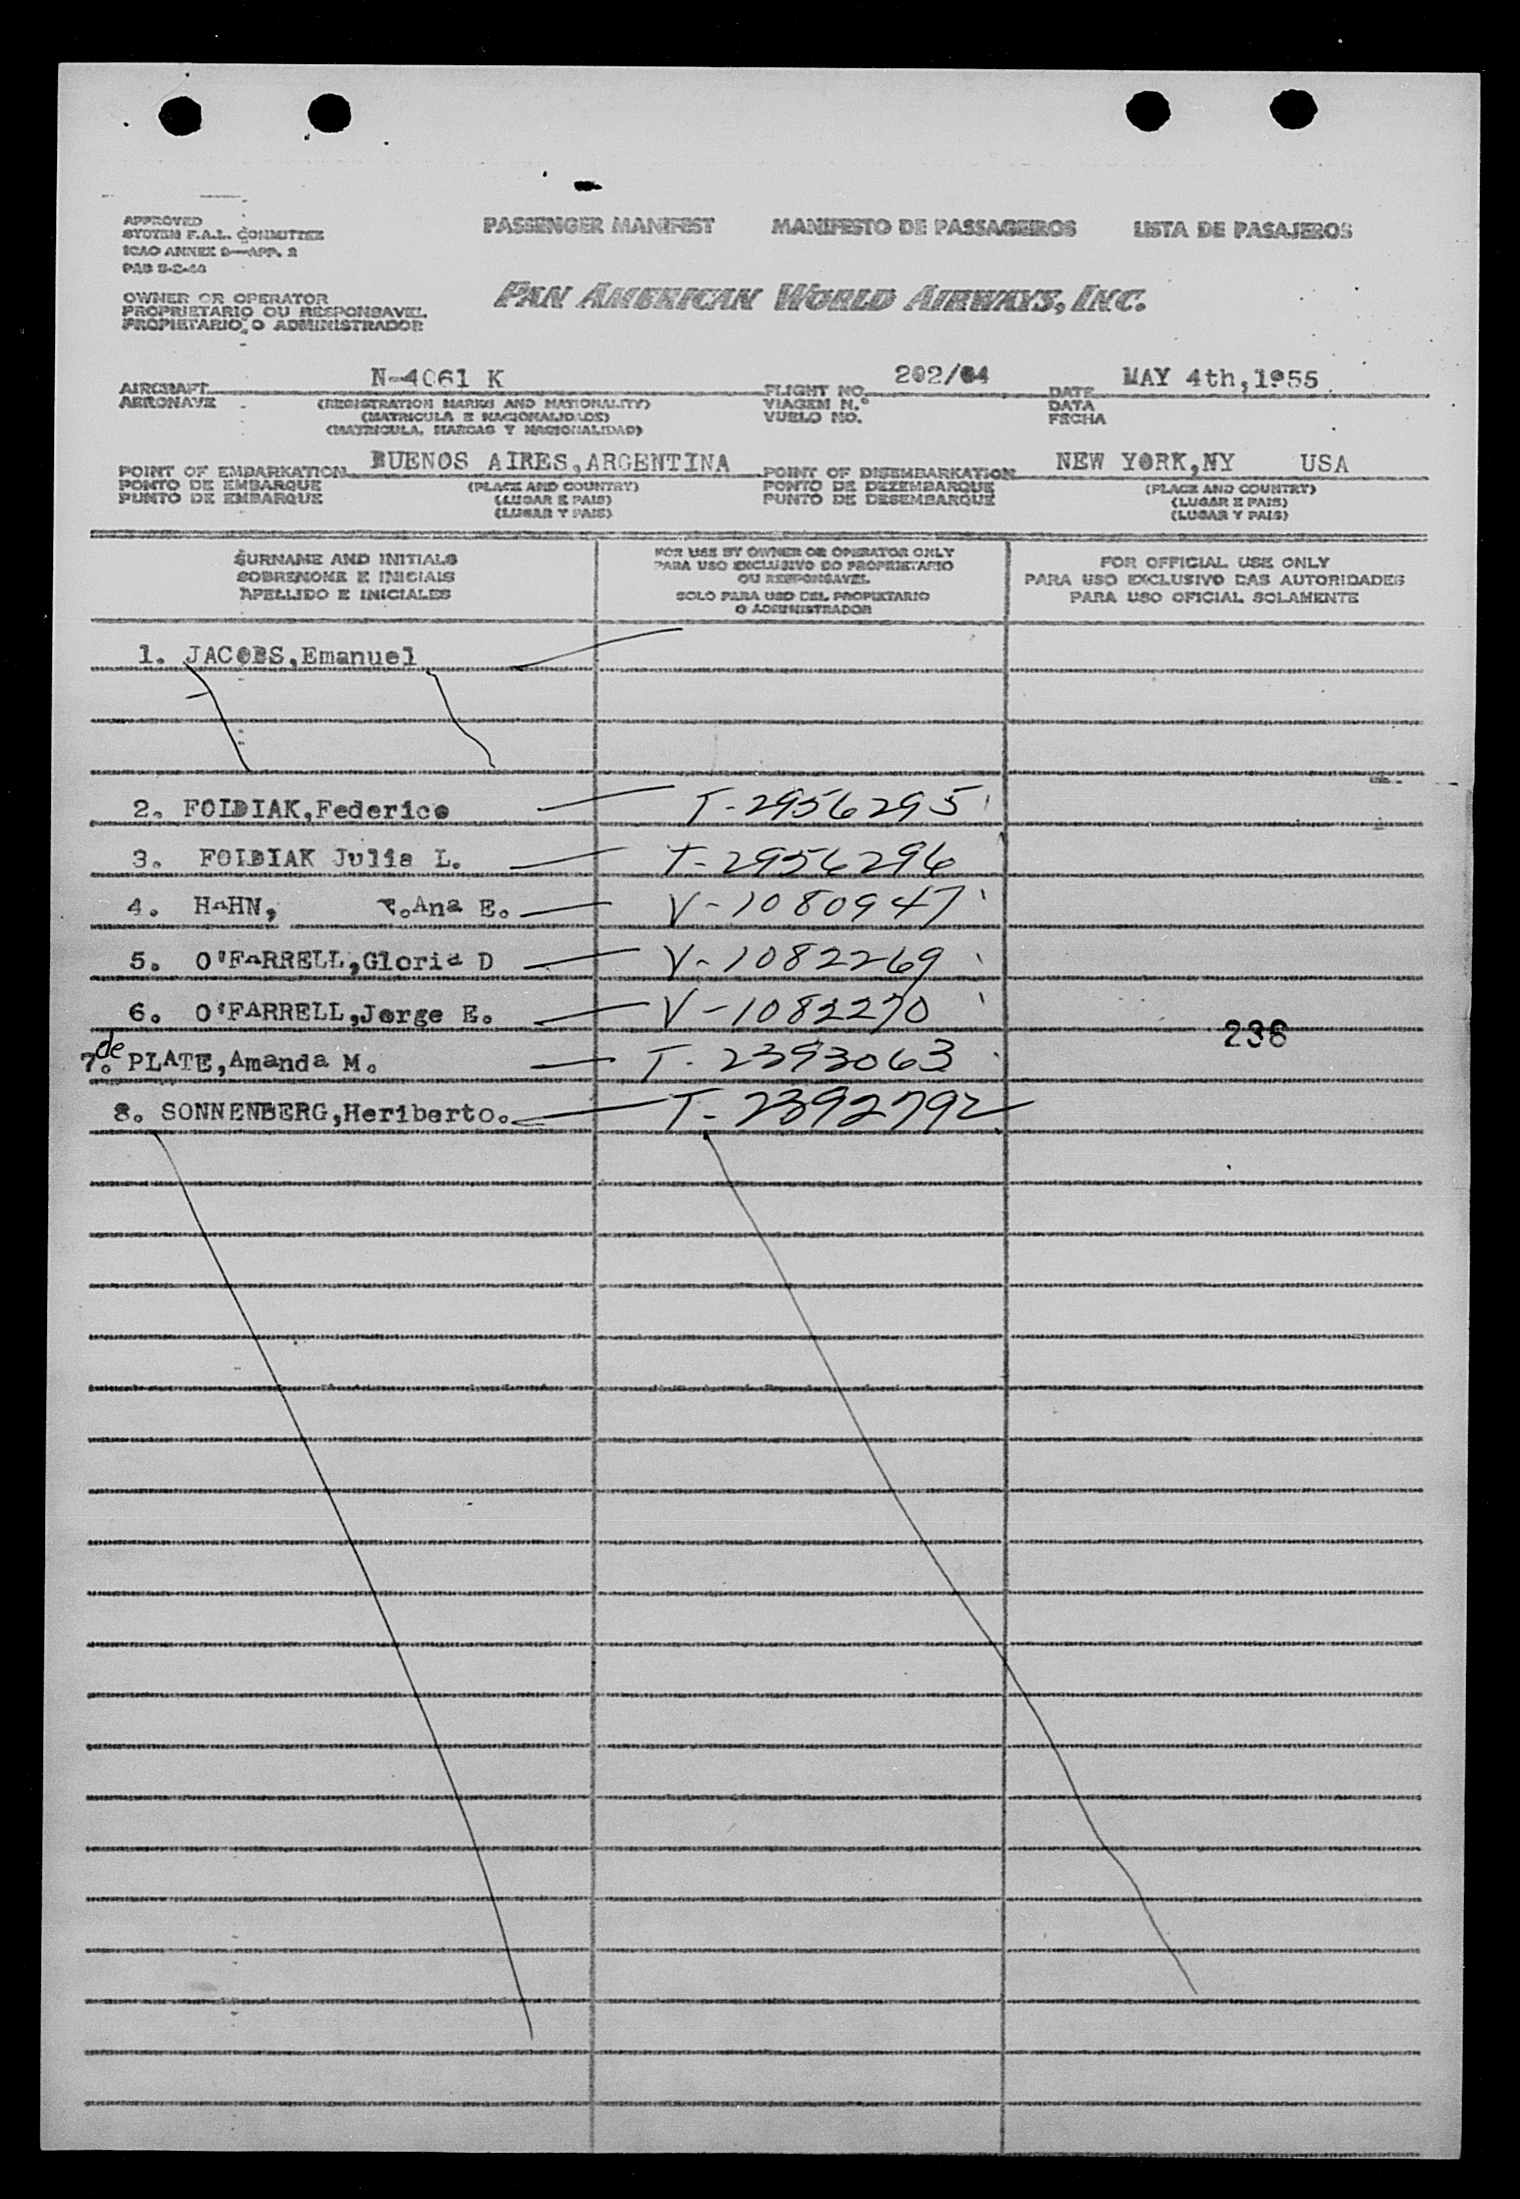 APPROVED
SYSTEM F.A.L. COMMITTEE
ICAO ANNEX 9—APP. 2
PASSENGER MANIFEST MANIFESTO DE PASSAGEIROS LISTA DE PASAJEROS
OWNER OR OPERATOR
PROPRIETARIO OU RESPONSAVEL
PROPIETARIO O ADMINISTRADOR
PAN AMERICAN WORLD AIRWAYS, INC.
AIRCRAFT N-4061 K FLIGHT NO. 202/04 DATE MAY 4th,1955
AERONAVE (REGISTRATION MARKS AND NATIONALITY) VIAGEM N.° DATA
(MATRICULA E NACIONALIDADE) VUELO NO. FECHA
(MATRICULA, MARCAS Y NACIONALIDAD)
POINT OF EMBARKATION BUENOS AIRES,ARGENTINA POINT OF DISEMBARKATION NEW YORK,NY USA
PONTO DE EMBARQUE (PLACE AND COUNTRY) PONTO DE DEZEMBARQUE (PLACE AND COUNTRY)
PUNTO DE EMBARQUE (LUGAR E PAIS) PUNTO DE DESEMBARQUE (LUGAR E PAIS)
(LUGAR Y PAIS) (LUGAR Y PAIS)
SURNAME AND INITIALS
SOBRENOME E INICIAIS
APELLIDO E INICIALES
FOR USE BY OWNER OR OPERATOR ONLY
PARA USO EXCLUSIVO DO PROPRIETARIO
OU RESPONSAVEL
SOLO PARA USO DEL PROPIETARIO
O ADMINISTRADOR
FOR OFFICIAL USE ONLY
PARA USO EXCLUSIVO DAS AUTORIDADES
PARA USO OFICIAL SOLAMENTE
1. JACOBS,Emanuel
2. FOLDIAK,Federico T-2956295
3. FOLDIAK Julia L. T-2956296
4. HAHN, .Ana E. V-1080947
5. O'FARRELL,Gloria D V-1082269
6. O'FARRELL,Jorge E. V-1082270
236
7. de PLATE,Amanda M. T-2393063
8. SONNENBERG,Heriberto. T-2392792